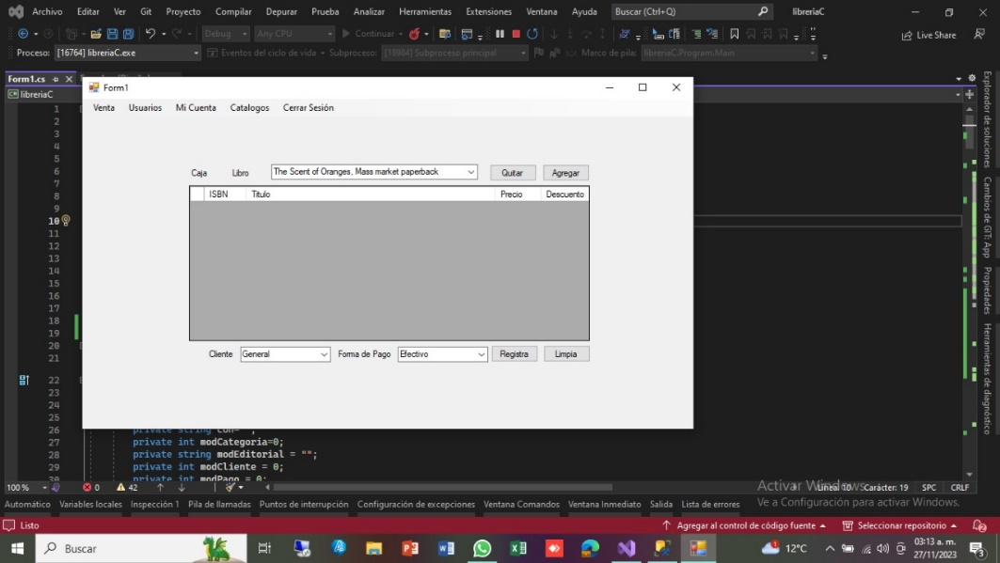 Archivo Editar Ver Git Proyecto Compilar Depurar Prueba Analizar Herramientas Extensiones Ventana Ayuda Buscar (Ctrl+Q) libreriaC
Debug Any CPU Continuar Live Share
Proceso: [16764] libreriaC.exe Eventos del ciclo de vida Subproceso: [18984] Subproceso principal Marco de pila: libreriaC.Program.Main
Form1.cs
libreriaC
Form1
Venta Usuarios Mi Cuenta Catalogos Cerrar Sesión
Caja Libro The Scent of Oranges, Mass market paperback Quitar Agregar
ISBN Titulo Precio Descuento
Cliente General Forma de Pago Efectivo Registra Limpia
1
2
3
4
5
6
7
8
9
10
11
12
13
14
15
16
17
18
19
20
21
22
23
24
25
26 private string
27 private int modCategoria=0;
28 private string modEditorial = "";
29 private int modCliente = 0;
30 private int modPago = 0;
Explorador de soluciones
Cambios de GIT: App
Propiedades
Herramientas de diagnóstico
100 % 0 42 Línea: 10 Carácter: 19 SPC CRLF
Activar Windows
Ve a Configuración para activar Windows.
Automático Variables locales Inspección 1 Pila de llamadas Puntos de interrupción Configuración de excepciones Ventana Comandos Ventana Inmediato Salida Lista de errores
Listo Agregar al control de código fuente Seleccionar repositorio 2
Buscar 12°C 03:13 a. m.
27/11/2023 3